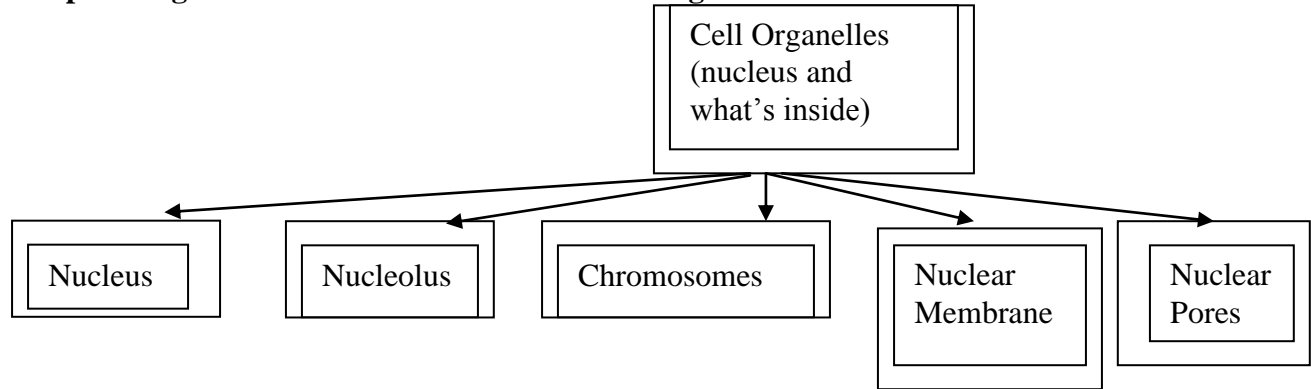 Cell Organelles
(nucleus and
what's inside)
Nucleus
Nucleolus
Chromosomes
Nuclear
Membrane
Nuclear
Pores